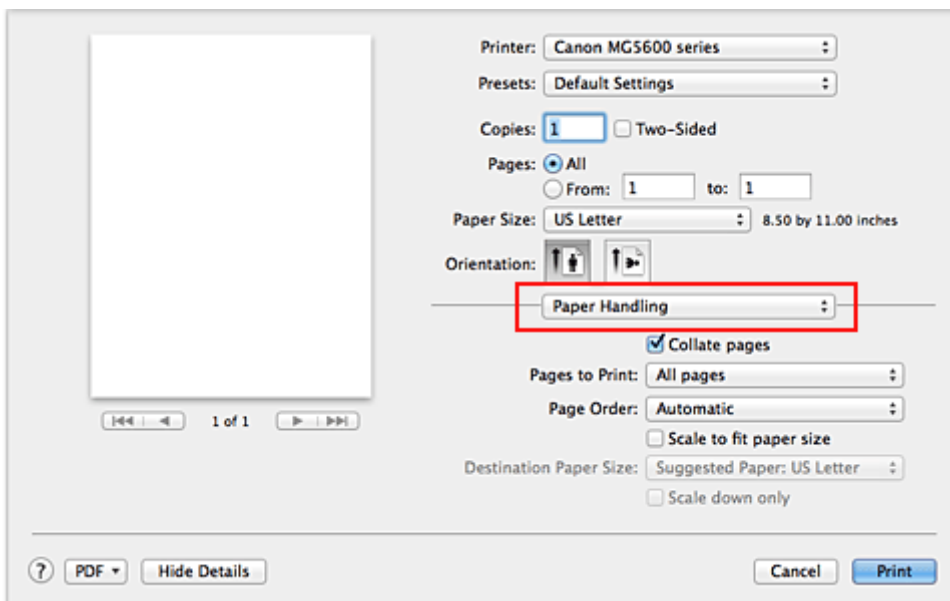 Printer: Canon MG5600 series
Presets: Default Settings
Copies: 1 Two-Sided
Pages: All
From: 1 to: 1
Paper Size: US Letter 8.50 by 11.00 inches
Orientation:
Paper Handling
Collate pages
Pages to Print: All pages
Page Order: Automatic
Scale to fit paper size
Destination Paper Size: Suggested Paper: US Letter
Scale down only
1 of 1
? PDF Hide Details Cancel Print